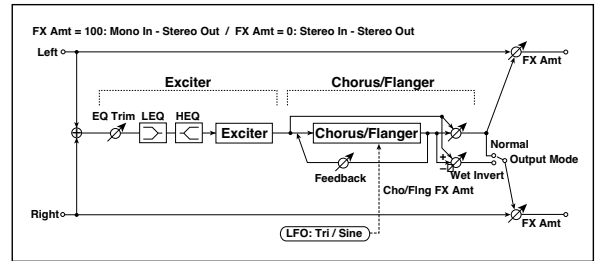 FX Amt = 100: Mono In - Stereo Out / FX Amt = 0: Stereo In - Stereo Out
Left
FX Amt
Exciter
Chorus/Flanger
EQ Trim
LEQ
HEQ
Exciter
Chorus/Flanger
Normal
Output Mode
+
−
Wet Invert
Feedback
Cho/Flng FX Amt
Right
FX Amt
LFO: Tri / Sine